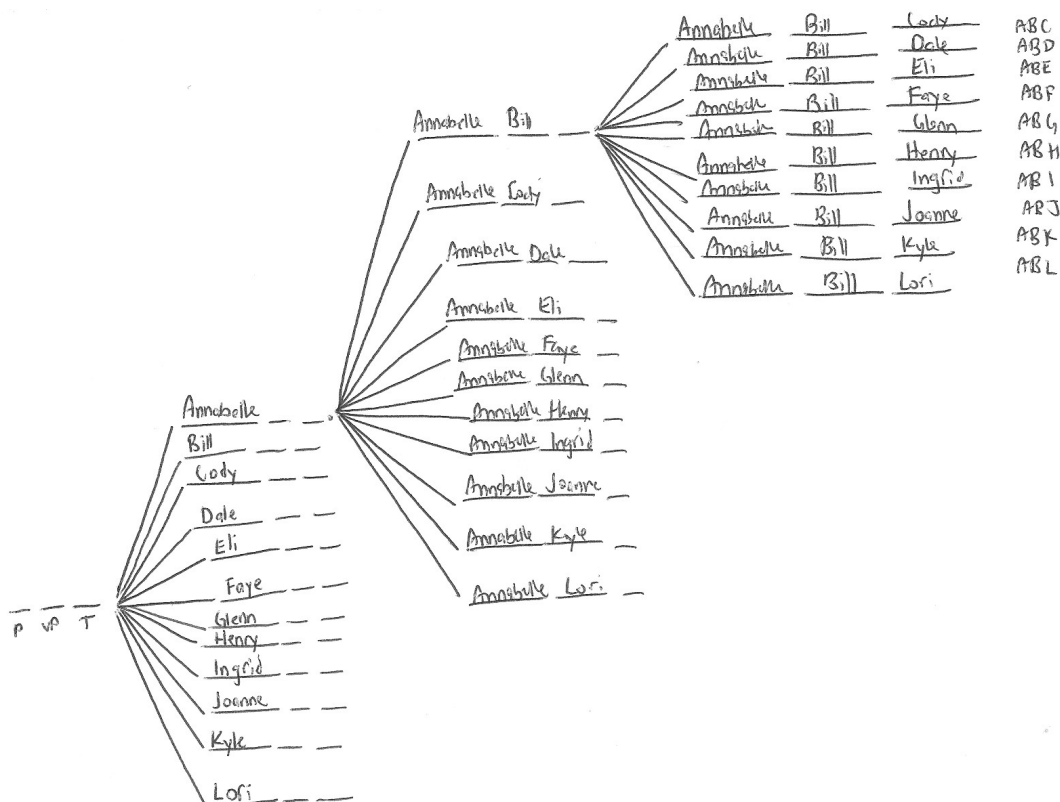 Annabelle Bill Cody ABC
Annabelle Bill Dale ABD
Annabelle Bill Eli ABE
Annabelle Bill Faye ABF
Annabelle Bill Glenn ABG
Annabelle Bill Henry ABH
Annabelle Bill Ingrid ABI
Annabelle Bill Joanne ABJ
Annabelle Bill Kyle ABK
Annabelle Bill Lori ABL
Annabelle Bill
Annabelle Cody
Annabelle Dale
Annabelle Eli
Annabelle Faye
Annabelle Glenn
Annabelle Henry
Annabelle Ingrid
Annabelle Joanne
Annabelle Kyle
Annabelle Lori
Annabelle
Bill
Cody
Dale
Eli
Faye
Glenn
Henry
Ingrid
Joanne
Kyle
Lori
P VP T